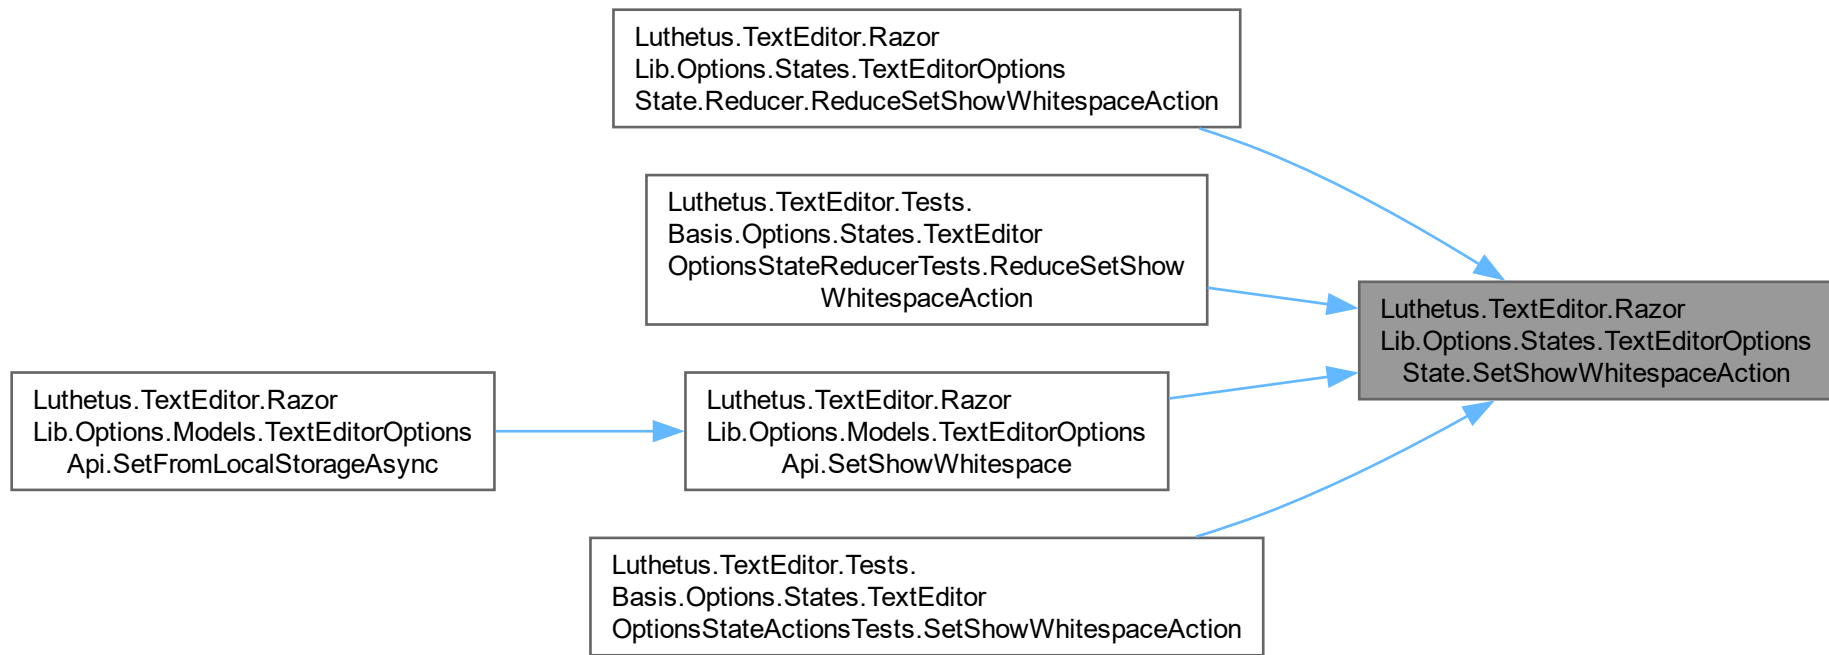 Luthetus.TextEditor.Razor
Lib.Options.States.TextEditorOptions
State.Reducer.ReduceSetShowWhitespaceAction
Luthetus.TextEditor.Tests.
Basis.Options.States.TextEditor
OptionsStateReducerTests.ReduceSetShow
WhitespaceAction
Luthetus.TextEditor.Razor
Lib.Options.States.TextEditorOptions
State.SetShowWhitespaceAction
Luthetus.TextEditor.Razor
Lib.Options.Models.TextEditorOptions
Api.SetFromLocalStorageAsync
Luthetus.TextEditor.Razor
Lib.Options.Models.TextEditorOptions
Api.SetShowWhitespace
Luthetus.TextEditor.Tests.
Basis.Options.States.TextEditor
OptionsStateActionsTests.SetShowWhitespaceAction